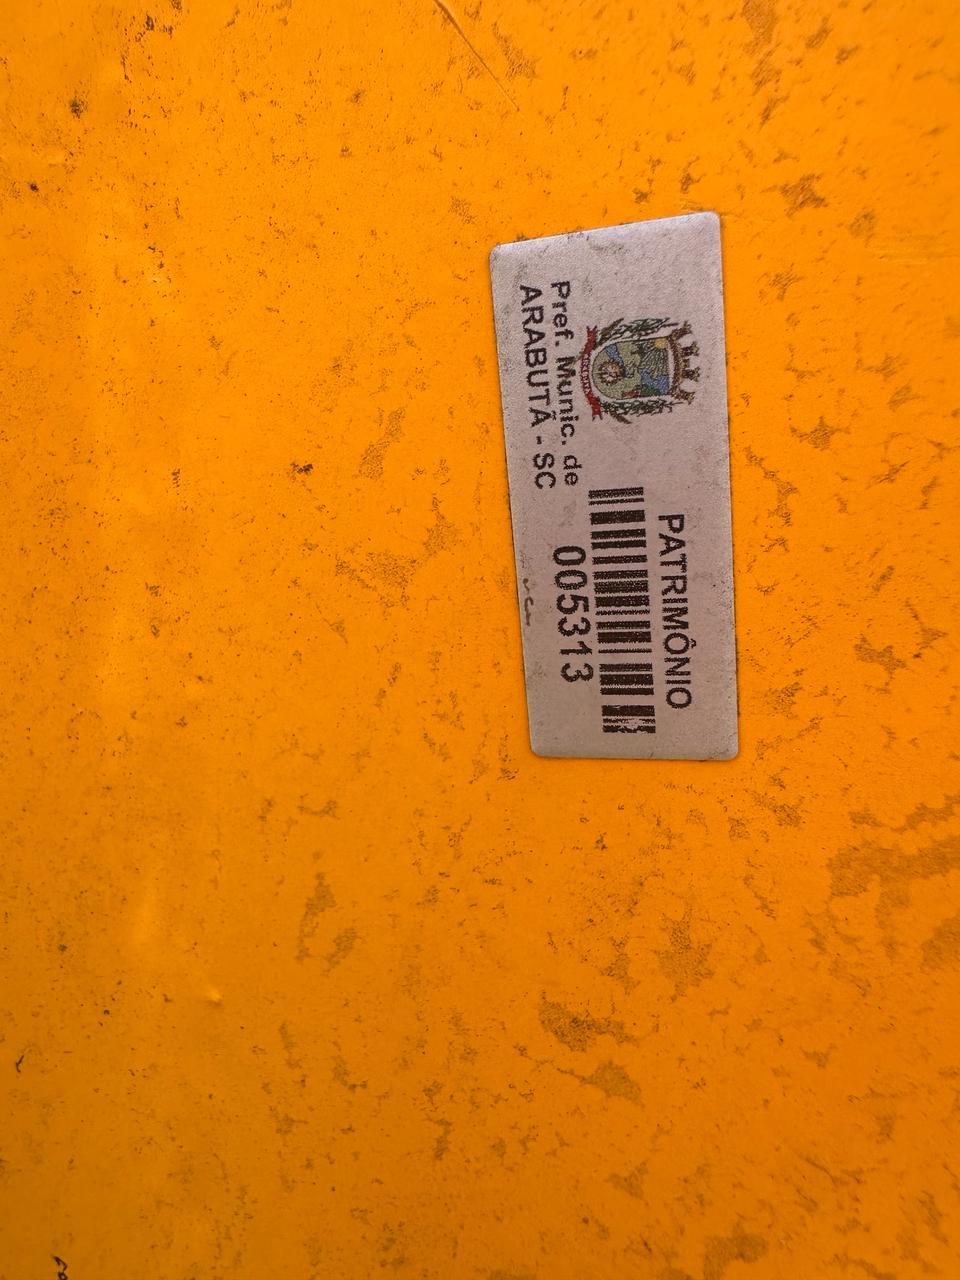 Pref. Munic. de
ARABUTÃ - SC
PATRIMÔNIO
005313